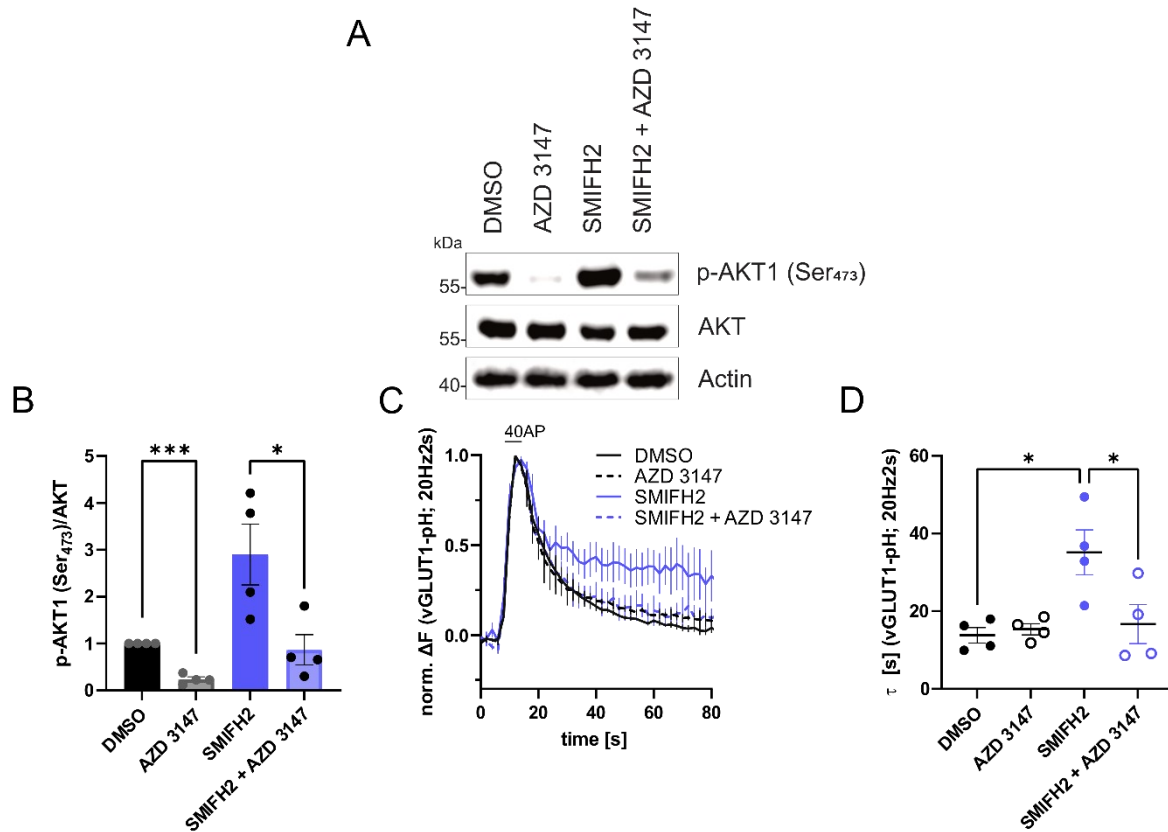 A
DMSO
AZD 3147
SMIFH2
SMIFH2 + AZD 3147
kDa
55
p-AKT1 (Ser₄₇₃)
55
AKT
40
Actin
B
p-AKT1 (Ser₄₇₃)/AKT
5
4
3
2
1
0
***
*
DMSO
AZD 3147
SMIFH2
SMIFH2 + AZD 3147
C
norm. ΔF (vGLUT1-pH; 20Hz2s)
1.0
0.5
0.0
40AP
DMSO
AZD 3147
SMIFH2
SMIFH2 + AZD 3147
0 20 40 60 80
time [s]
D
τ [s] (vGLUT1-pH; 20Hz2s)
60
40
20
0
*
*
DMSO
AZD 3147
SMIFH2
SMIFH2 + AZD 3147